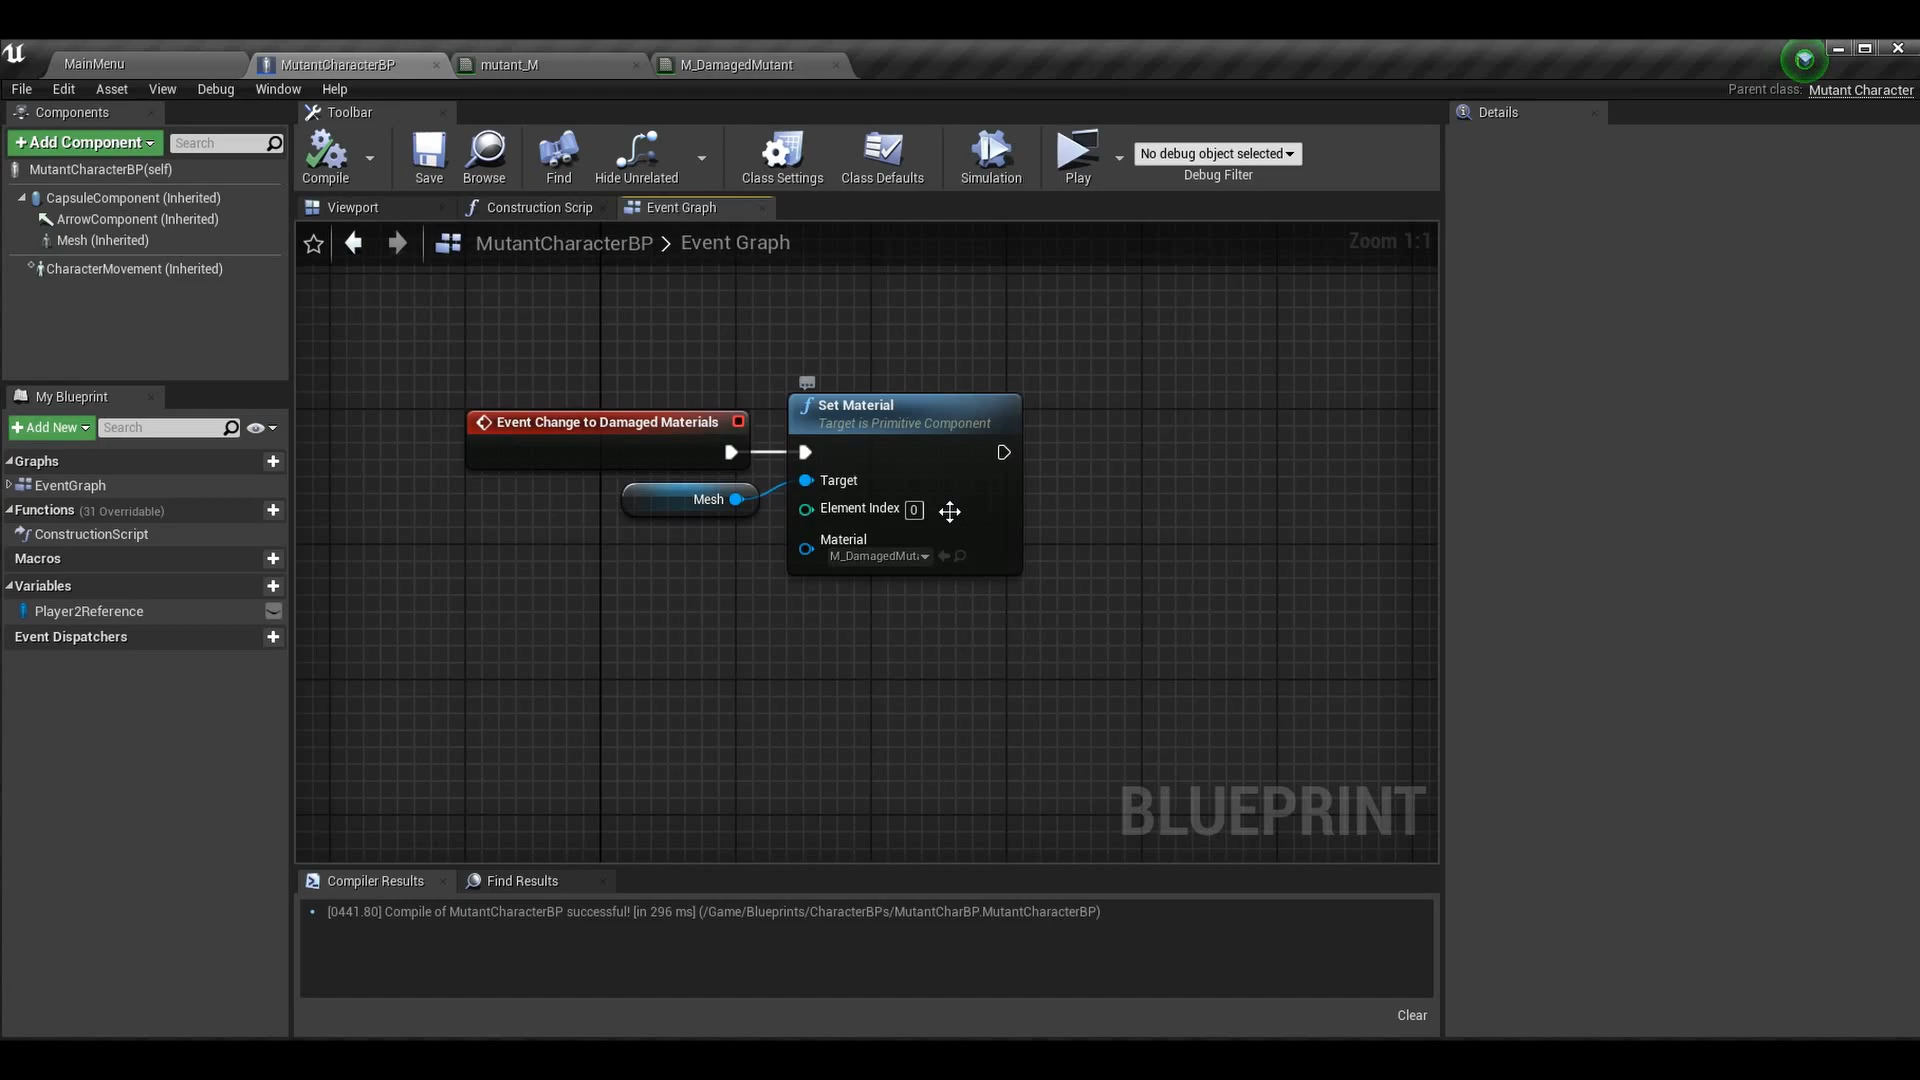 MainMenu
MutantCharacterBP
mutant_M
M_DamagedMutant
File Edit Asset View Debug Window Help
Parent class: Mutant Character
Components
+Add Component
Search
MutantCharacterBP(self)
CapsuleComponent (Inherited)
ArrowComponent (Inherited)
Mesh (Inherited)
CharacterMovement (Inherited)
Toolbar
Compile
Save
Browse
Find
Hide Unrelated
Class Settings
Class Defaults
Simulation
Play
No debug object selected
Debug Filter
Details
Viewport
Construction Scrip
Event Graph
MutantCharacterBP > Event Graph
Zoom 1:1
My Blueprint
+Add New
Search
Graphs
EventGraph
Functions (31 Overridable)
ConstructionScript
Macros
Variables
Player2Reference
Event Dispatchers
Event Change to Damaged Materials
Mesh
Set Material
Target is Primitive Component
Target
Element Index 0
Material
M_DamagedMut
BLUEPRINT
Compiler Results
Find Results
[0441.80] Compile of MutantCharacterBP successful! [in 296 ms] (/Game/Blueprints/CharacterBPs/MutantCharBP.MutantCharacterBP)
Clear